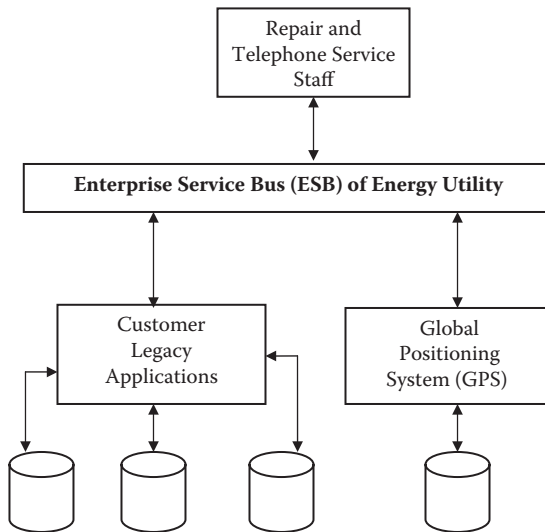 Repair and
Telephone Service
Staff
Enterprise Service Bus (ESB) of Energy Utility
Customer
Legacy
Applications
Global
Positioning
System (GPS)